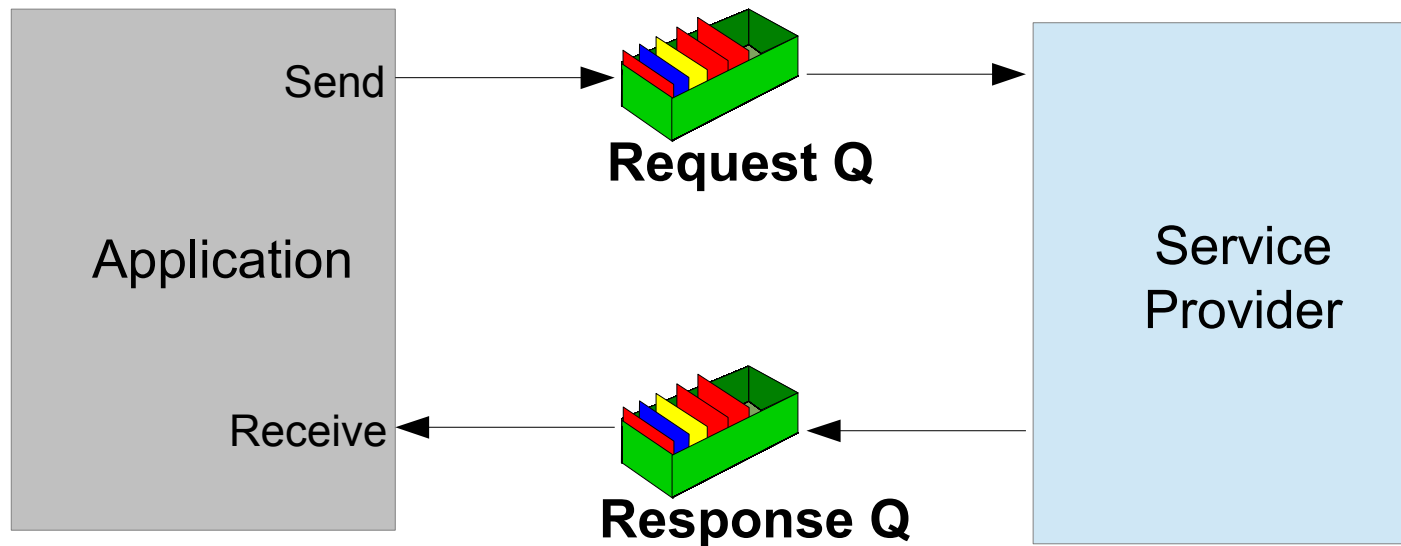 Send
Request Q
Application
Service
Provider
Receive
Response Q